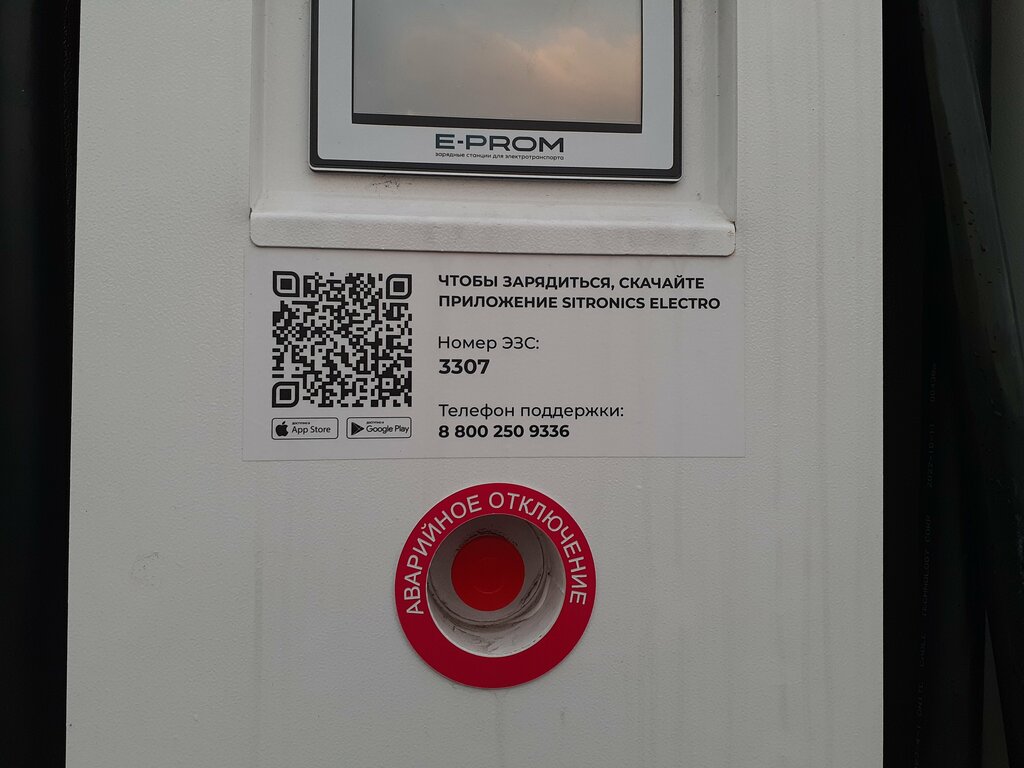 E-PROM
зарядные станции для электротранспорта
ЧТОБЫ ЗАРЯДИТЬСЯ, СКАЧАЙТЕ
ПРИЛОЖЕНИЕ SITRONICS ELECTRO
Номер ЭЗС:
3307
Телефон поддержки:
8 800 250 9336
App Store
Google Play
АВАРИЙНОЕ ОТКЛЮЧЕНИЕ